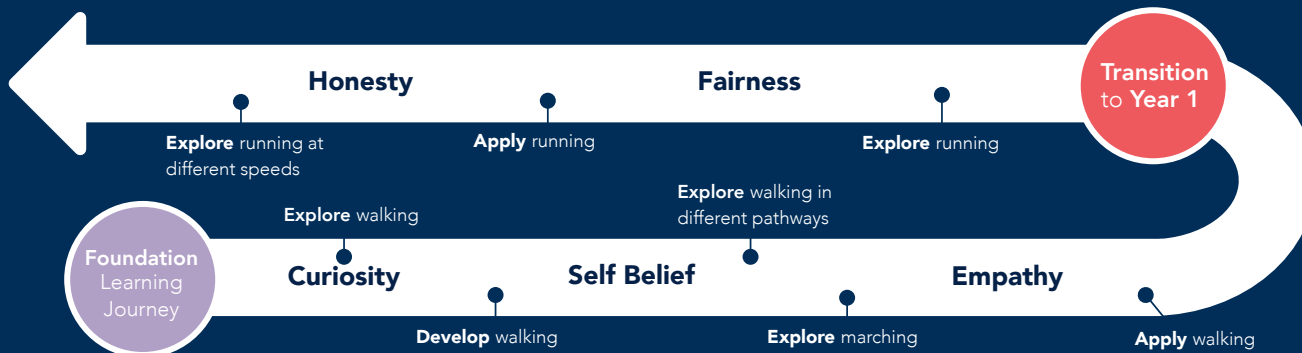 Honesty
Fairness
Transition
to Year 1
Explore running at
different speeds
Apply running
Explore running
Explore walking
Explore walking in
different pathways
Foundation
Learning
Journey
Curiosity
Self Belief
Empathy
Develop walking
Explore marching
Apply walking